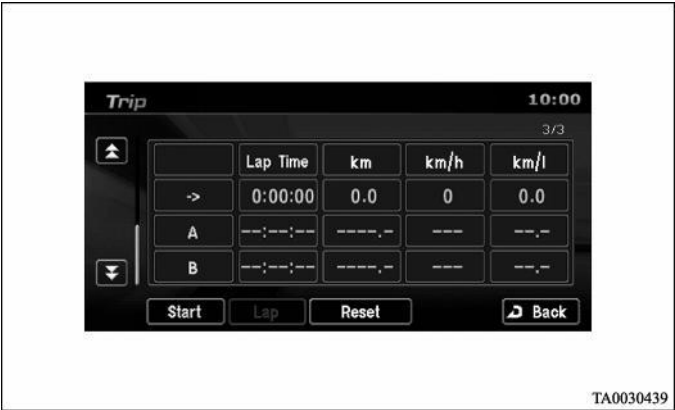 Trip 10:00
3/3
Lap Time km km/h km/l
-> 0:00:00 0.0 0 0.0
A --:--:-- ----.- --- --.-
B --:--:-- ----.- --- --.-
Start Lap Reset Back
TA0030439